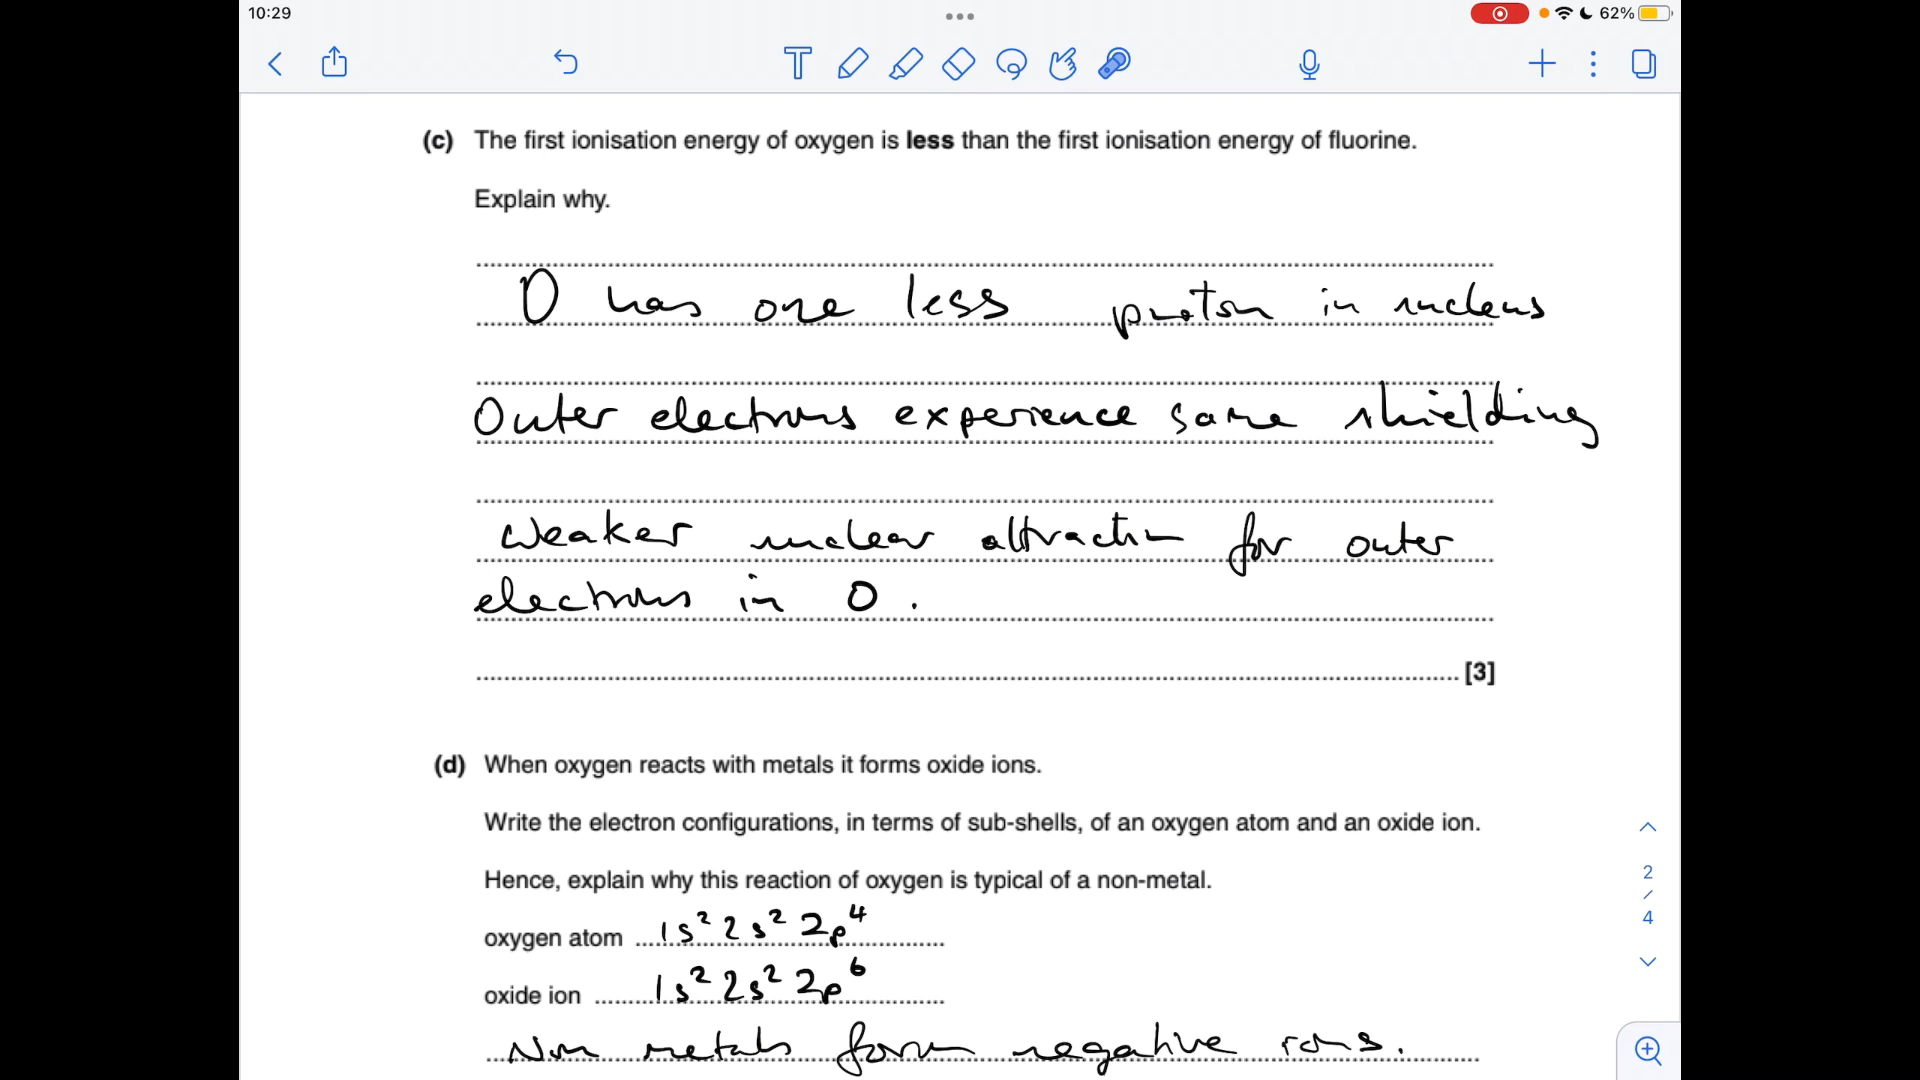 10:29
62%
(c) The first ionisation energy of oxygen is less than the first ionisation energy of fluorine.
Explain why.
O has one less proton in nucleus
Outer electrons experience same shielding
Weaker nuclear attraction for outer
electrons in O.
[3]
(d) When oxygen reacts with metals it forms oxide ions.
Write the electron configurations, in terms of sub-shells, of an oxygen atom and an oxide ion.
Hence, explain why this reaction of oxygen is typical of a non-metal.
oxygen atom 1s² 2s² 2p⁴
oxide ion 1s² 2s² 2p⁶
Non metals form negative ions.
2
/
4